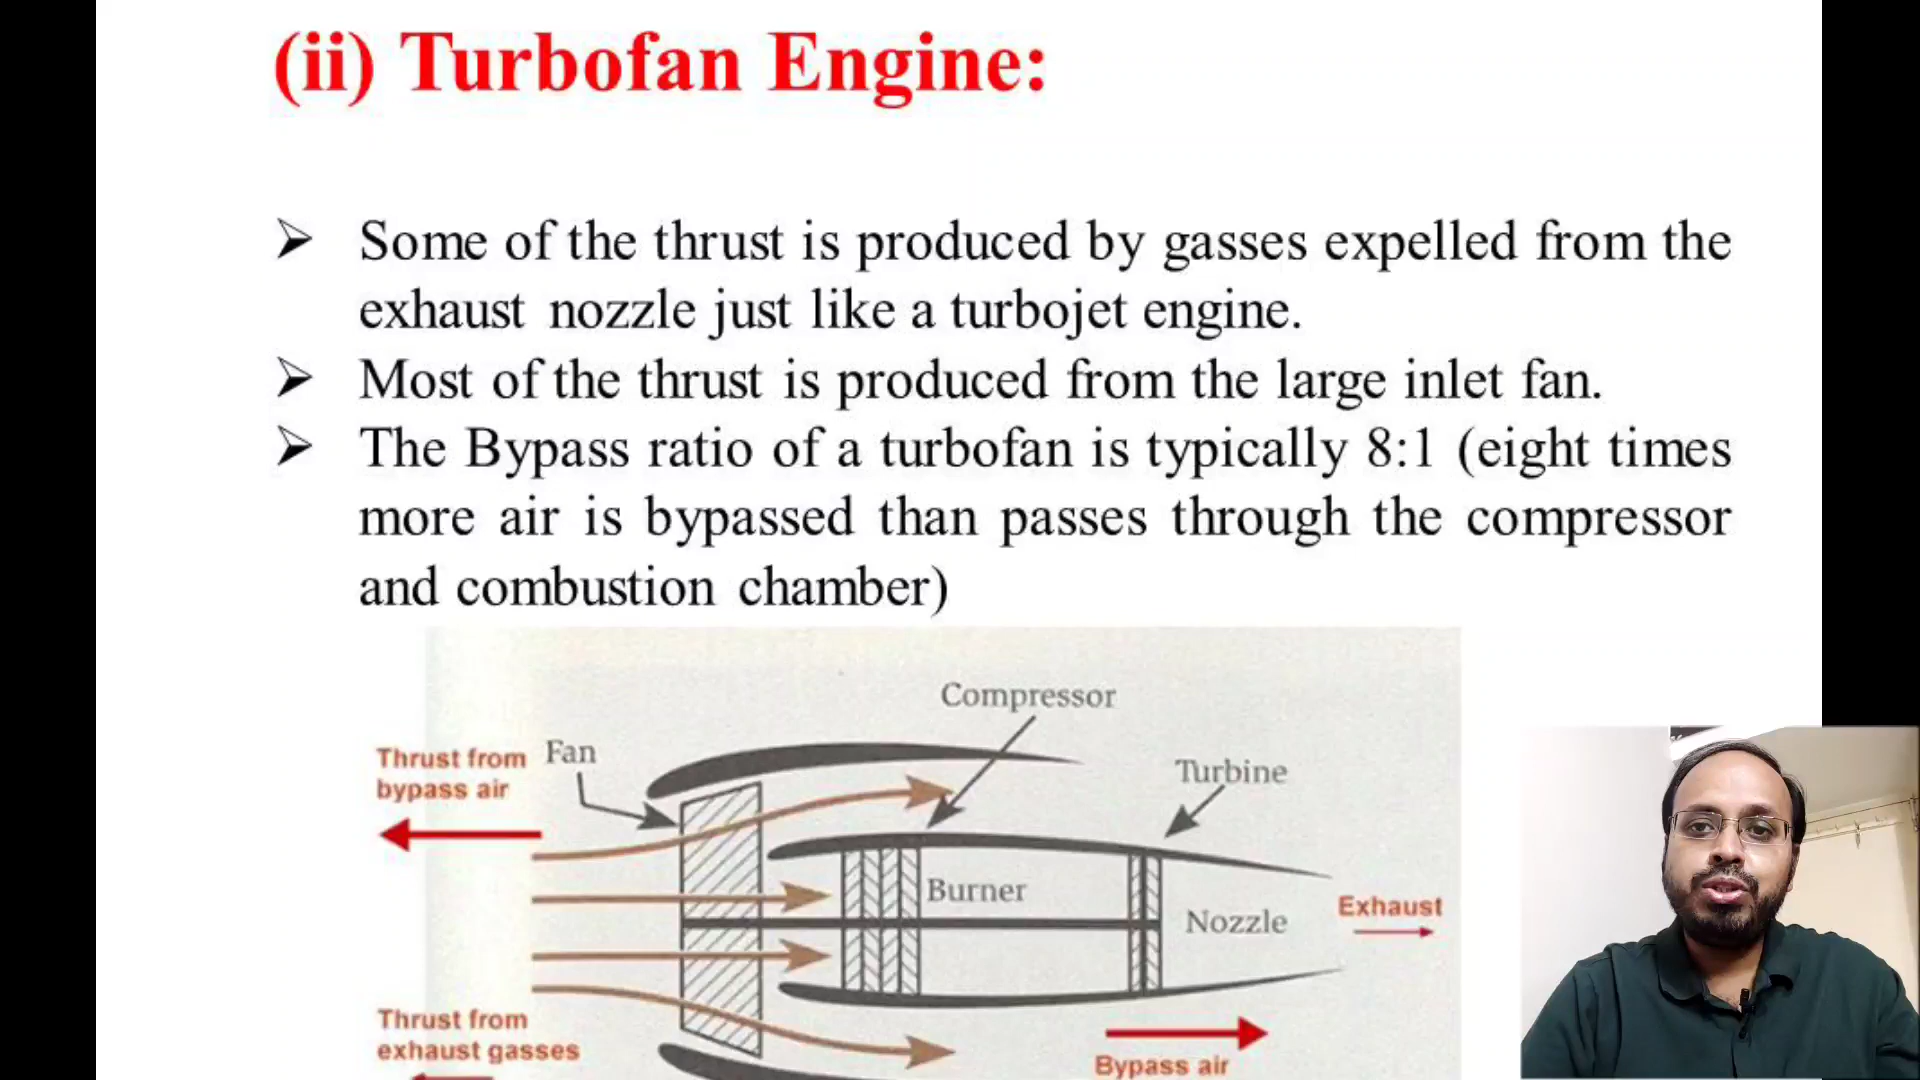 (ii) Turbofan Engine:
➢ Some of the thrust is produced by gasses expelled from the
exhaust nozzle just like a turbojet engine.
➢ Most of the thrust is produced from the large inlet fan.
➢ The Bypass ratio of a turbofan is typically 8:1 (eight times
more air is bypassed than passes through the compressor
and combustion chamber)
Compressor
Thrust from
bypass air
Fan
Turbine
Burner
Nozzle
Exhaust
Thrust from
exhaust gasses
Bypass air